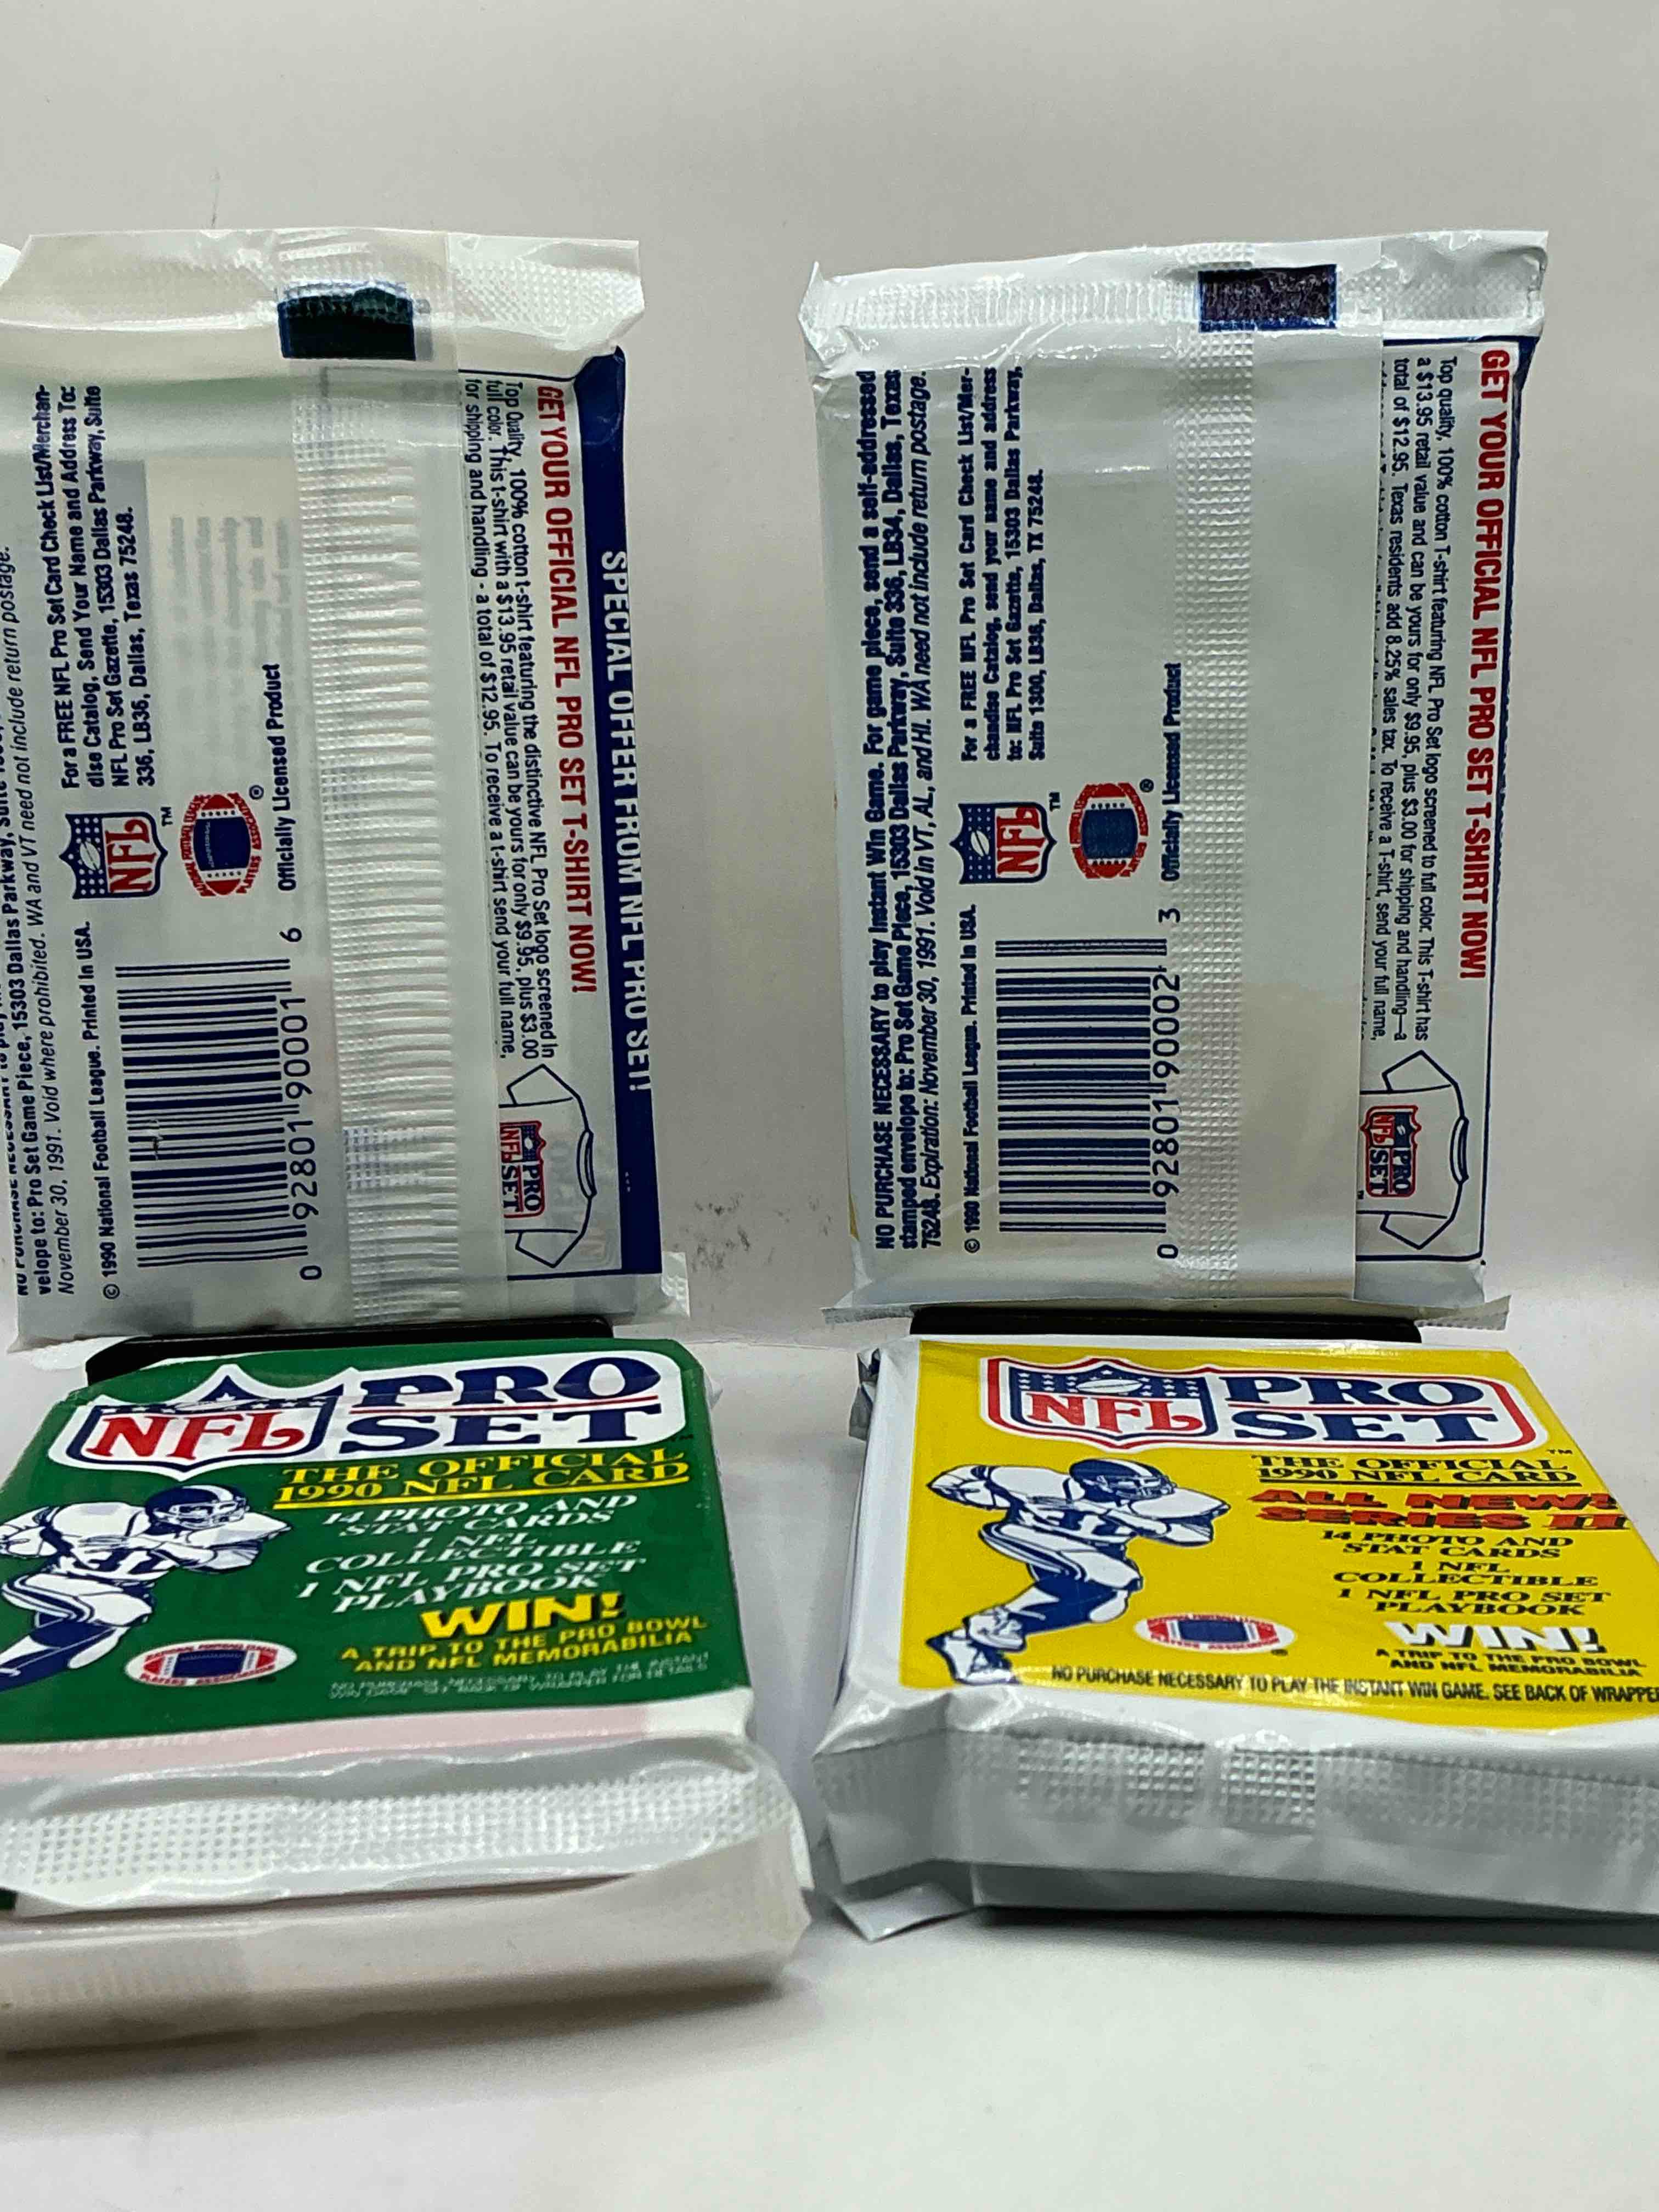 velope to: Pro Set Game Piece, 15303 Dallas Parkway,
November 30, 1991. Void where prohibited. WA and VT need not include return postage.
© 1990 National Football League. Printed in USA.
NFL
TM
For a FREE NFL Pro Set Card Check List/Merchan-
dise Catalog, Send Your Name and Address To:
NFL Pro Set Gazette, 15303 Dallas Parkway, Suite
336, LB36, Dallas, Texas 75248.
®
Officially Licensed Product
0 92801 90001 6
SPECIAL OFFER FROM NFL PRO SET!
GET YOUR OFFICIAL NFL PRO SET T-SHIRT NOW!
Top Quality, 100% cotton t-shirt featuring the distinctive NFL Pro Set logo screened in
full color. This t-shirt with a $13.95 retail value can be yours for only $9.95, plus $3.00
for shipping and handling - a total of $12.95. To receive a t-shirt send your full name,
NFL PRO SET
NO PURCHASE NECESSARY to play Instant Win Game. For game piece, send a self-addressed
stamped envelope to: Pro Set Game Piece, 15303 Dallas Parkway, Suite 336, LB34, Dallas, Texas
75248. Expiration: November 30, 1991. Void in VT, AL, and HI. WA need not include return postage.
© 1990 National Football League. Printed in USA.
NFL
TM
For a FREE NFL Pro Set Card Check List/Mer-
chandise Catalog, send your name and address
to: NFL Pro Set Gazette, 15303 Dallas Parkway,
Suite 1300, LB36, Dallas, TX 75248.
®
Officially Licensed Product
0 92801 90002 3
GET YOUR OFFICIAL NFL PRO SET T-SHIRT NOW!
Top quality, 100% cotton T-shirt featuring NFL Pro Set logo screened to full color. This T-shirt has
a $13.95 retail value and can be yours for only $9.95, plus $3.00 for shipping and handling—a
total of $12.95. Texas residents add 8.25% sales tax. To receive a T-shirt, send your full name,
NFL PRO SET
NFL PRO SET
THE OFFICIAL
1990 NFL CARD
14 PHOTO AND
STAT CARDS
1 NFL
COLLECTIBLE
1 NFL PRO SET
PLAYBOOK
WIN!
A TRIP TO THE PRO BOWL
AND NFL MEMORABILIA
NFL PRO SET
TM
THE OFFICIAL
1990 NFL CARD
ALL NEW!
SERIES II
14 PHOTO AND
STAT CARDS
1 NFL
COLLECTIBLE
1 NFL PRO SET
PLAYBOOK
WIN!
A TRIP TO THE PRO BOWL
AND NFL MEMORABILIA
NO PURCHASE NECESSARY TO PLAY THE INSTANT WIN GAME. SEE BACK OF WRAPPER